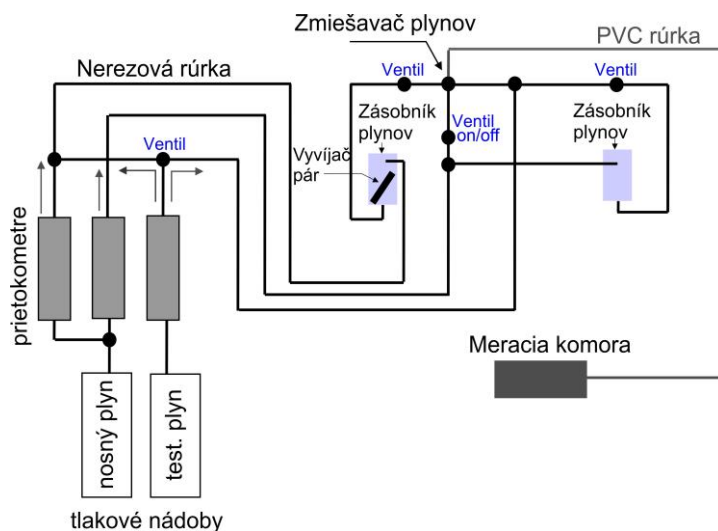 Zmiešavač plynov
PVC rúrka
Nerezová rúrka
Ventil
Ventil
Zásobník
plynov
Ventil
on/off
Zásobník
plynov
Ventil
Vyvíjač
pár
prietokometre
Meracia komora
nosný plyn
test. plyn
tlakové nádoby